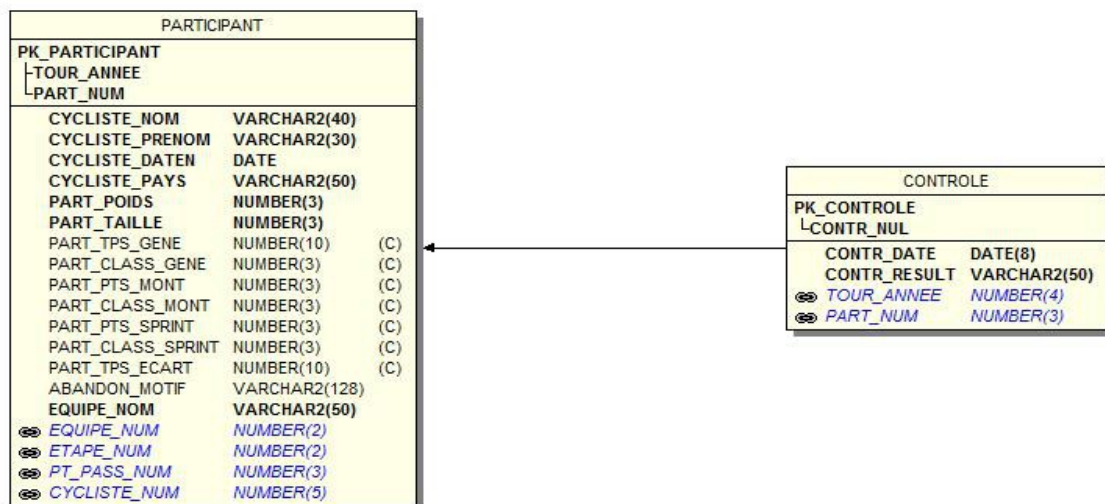 PARTICIPANT
PK_PARTICIPANT
TOUR_ANNEE
PART_NUM
CYCLISTE_NOM VARCHAR2(40)
CYCLISTE_PRENOM VARCHAR2(30)
CYCLISTE_DATEN DATE
CYCLISTE_PAYS VARCHAR2(50)
PART_POIDS NUMBER(3)
PART_TAILLE NUMBER(3)
PART_TPS_GENE NUMBER(10) (C)
PART_CLASS_GENE NUMBER(3) (C)
PART_PTS_MONT NUMBER(3) (C)
PART_CLASS_MONT NUMBER(3) (C)
PART_PTS_SPRINT NUMBER(3) (C)
PART_CLASS_SPRINT NUMBER(3) (C)
PART_TPS_ECART NUMBER(10) (C)
ABANDON_MOTIF VARCHAR2(128)
EQUIPE_NOM VARCHAR2(50)
EQUIPE_NUM NUMBER(2)
ETAPE_NUM NUMBER(2)
PT_PASS_NUM NUMBER(3)
CYCLISTE_NUM NUMBER(5)
CONTROLE
PK_CONTROLE
CONTR_NUL
CONTR_DATE DATE(8)
CONTR_RESULT VARCHAR2(50)
TOUR_ANNEE NUMBER(4)
PART_NUM NUMBER(3)